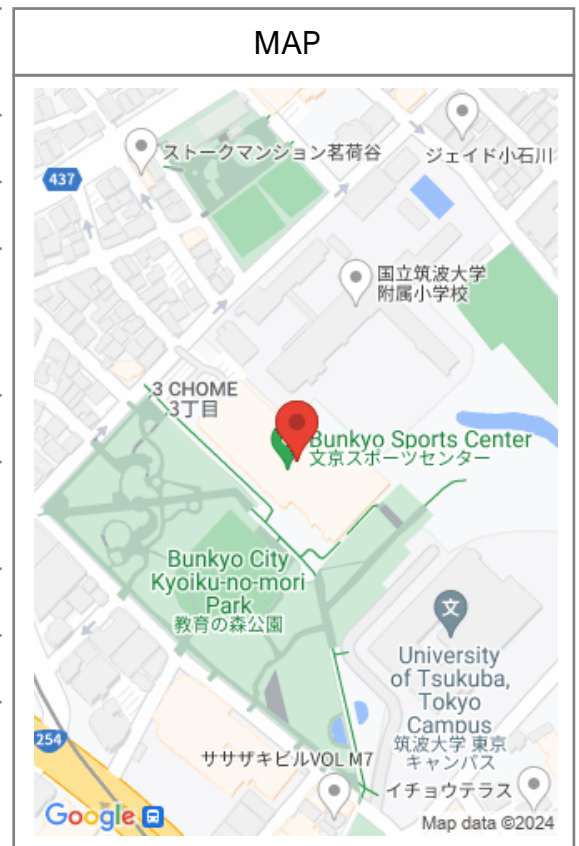 MAP
ストークマンション茗荷谷
ジェイド小石川
437
国立筑波大学
附属小学校
3 CHOME
3丁目
Bunkyo Sports Center
文京スポーツセンター
Bunkyo City
Kyoiku-no-mori
Park
教育の森公園
文
University
of Tsukuba,
Tokyo
Campus
筑波大学 東京
キャンパス
254
ササザキビルVOL M7
イチョウテラス
Google
Map data ©2024